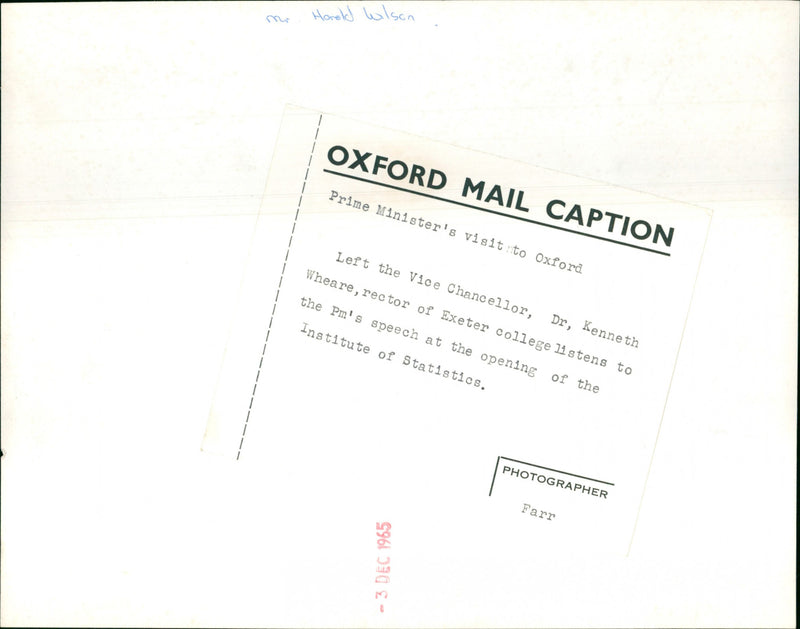 Mr. Harold Wilson
OXFORD MAIL CAPTION
Prime Minister's visit to Oxford
Left the Vice Chancellor, Dr, Kenneth
Wheare,rector of Exeter college listens to
the Pm's speech at the opening of the
Institute of Statistics.
PHOTOGRAPHER
Farr
- 3 DEC 1965